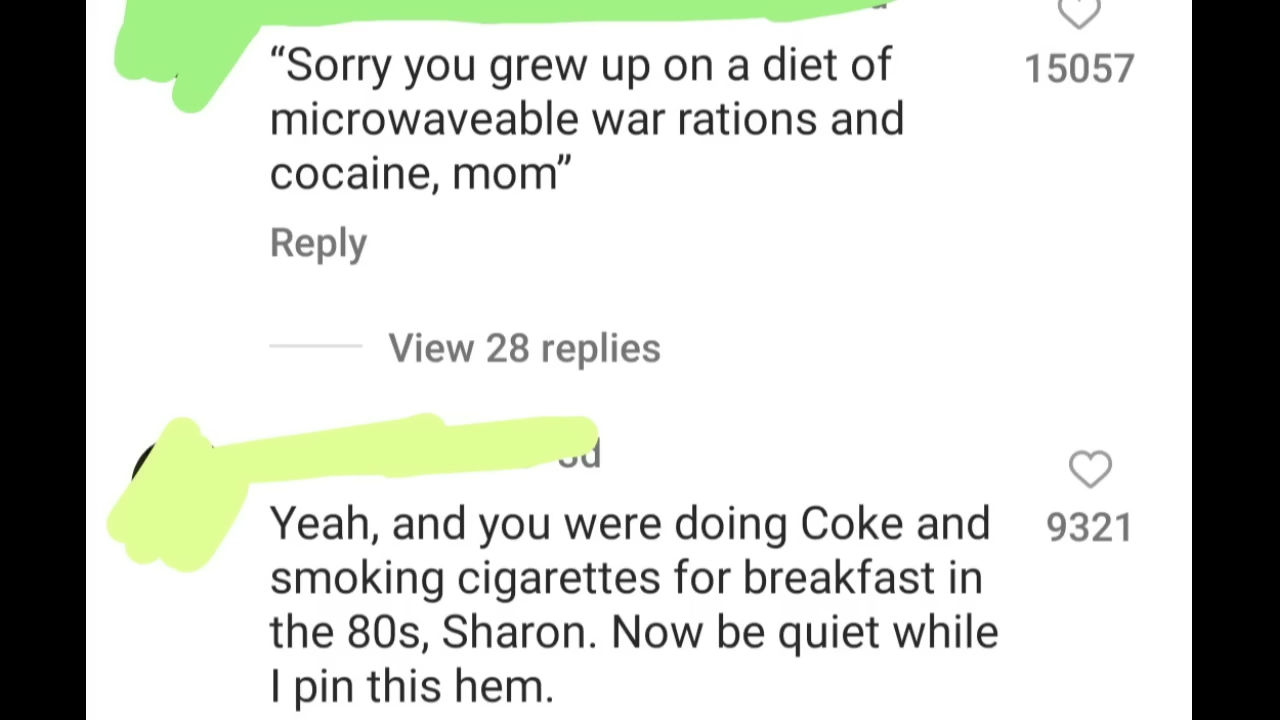 15057
“Sorry you grew up on a diet of
microwaveable war rations and
cocaine, mom”
Reply
View 28 replies
9321
Yeah, and you were doing Coke and
smoking cigarettes for breakfast in
the 80s, Sharon. Now be quiet while
I pin this hem.